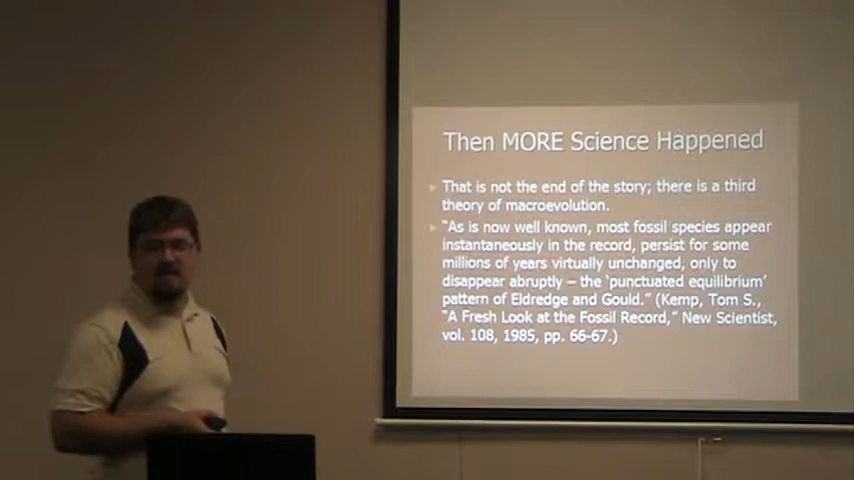 Then MORE Science Happened
That is not the end of the story; there is a third
theory of macroevolution.
"As is now well known, most fossil species appear
instantaneously in the record, persist for some
millions of years virtually unchanged, only to
disappear abruptly – the 'punctuated equilibrium'
pattern of Eldredge and Gould." (Kemp, Tom S.,
"A Fresh Look at the Fossil Record," New Scientist,
vol. 108, 1985, pp. 66-67.)